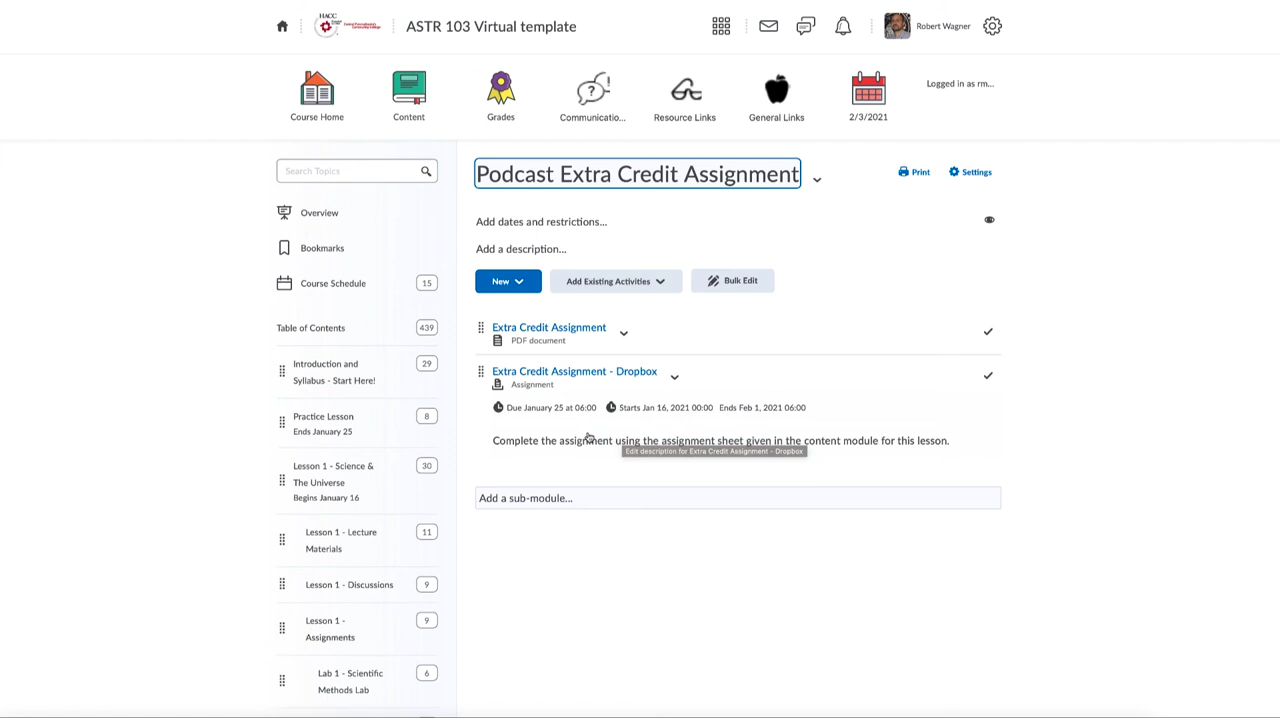 HACC
ASTR 103 Virtual template
Robert Wagner
Course Home
Content
Grades
Communicatio...
Resource Links
General Links
2/3/2021
Logged in as rm...
Search Topics
Overview
Bookmarks
Course Schedule 15
Table of Contents 439
Introduction and 29
Syllabus - Start Here!
Practice Lesson 8
Ends January 25
Lesson 1 - Science & 30
The Universe
Begins January 16
Lesson 1 - Lecture 11
Materials
Lesson 1 - Discussions 9
Lesson 1 - 9
Assignments
Lab 1 - Scientific 6
Methods Lab
Podcast Extra Credit Assignment
Print
Settings
Add dates and restrictions...
Add a description...
New
Add Existing Activities
Bulk Edit
Extra Credit Assignment
PDF document
Extra Credit Assignment - Dropbox
Assignment
Due January 25 at 06:00 Starts Jan 16, 2021 00:00 Ends Feb 1, 2021 06:00
Complete the assignment using the assignment sheet given in the content module for this lesson.
Edit description for Extra Credit Assignment - Dropbox
Add a sub-module...